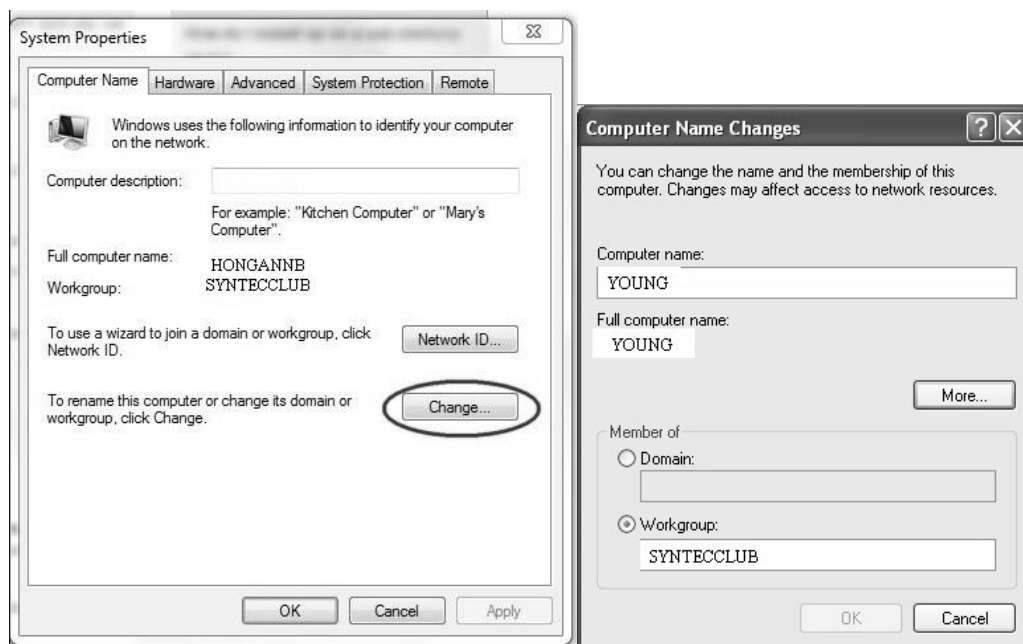 System Properties
Computer Name
Hardware
Advanced
System Protection
Remote
Windows uses the following information to identify your computer
on the network.
Computer description:
For example: "Kitchen Computer" or "Mary's
Computer".
Full computer name:
HONGANNB
Workgroup:
SYNTECCLUB
To use a wizard to join a domain or workgroup, click
Network ID.
Network ID...
To rename this computer or change its domain or
workgroup, click Change.
Change...
OK
Cancel
Apply
Computer Name Changes
You can change the name and the membership of this
computer. Changes may affect access to network resources.
Computer name:
YOUNG
Full computer name:
YOUNG
More...
Member of
Domain:
Workgroup:
SYNTECCLUB
OK
Cancel